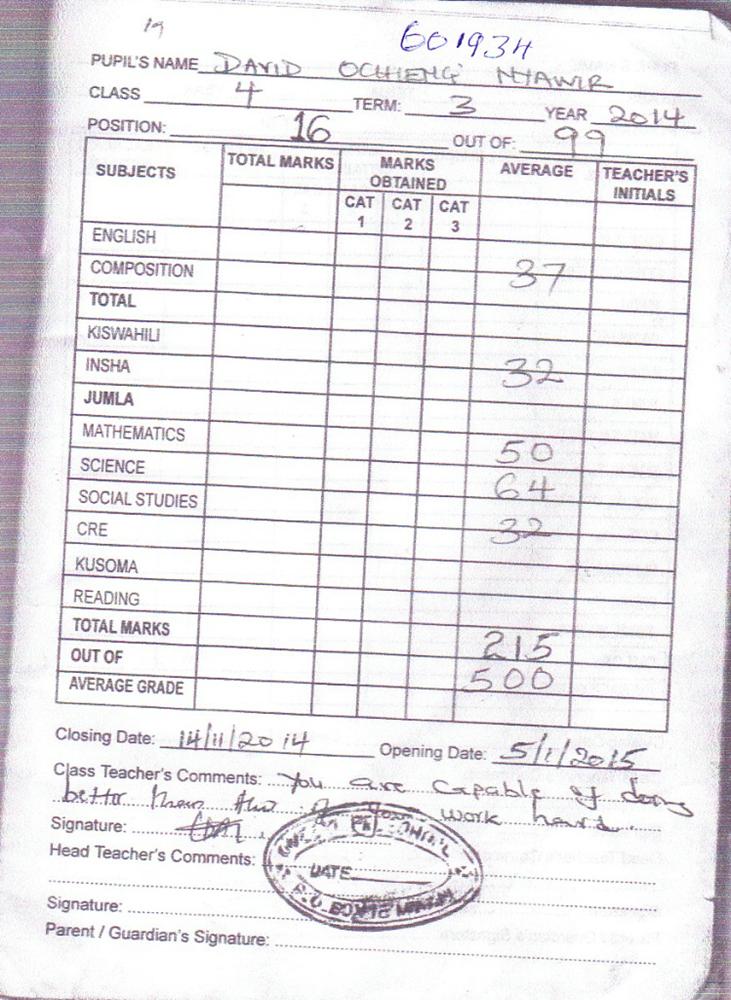 19
601934
PUPIL'S NAME DAVID OCHIENG NYAWIR
CLASS 4 TERM: 3 YEAR 2014
POSITION: 16 OUT OF: 99
SUBJECTS TOTAL MARKS MARKS OBTAINED AVERAGE TEACHER'S INITIALS
CAT 1 CAT 2 CAT 3
ENGLISH
COMPOSITION 37
TOTAL
KISWAHILI
INSHA 32
JUMLA
MATHEMATICS 50
SCIENCE 64
SOCIAL STUDIES
CRE 32
KUSOMA
READING
TOTAL MARKS 215
OUT OF 500
AVERAGE GRADE
Closing Date: 14/11/2014 Opening Date: 5/1/2015
Class Teacher's Comments: You are capable of doing
better than this work hard.
Signature:
Head Teacher's Comments:
DATE
Signature:
Parent / Guardian's Signature: